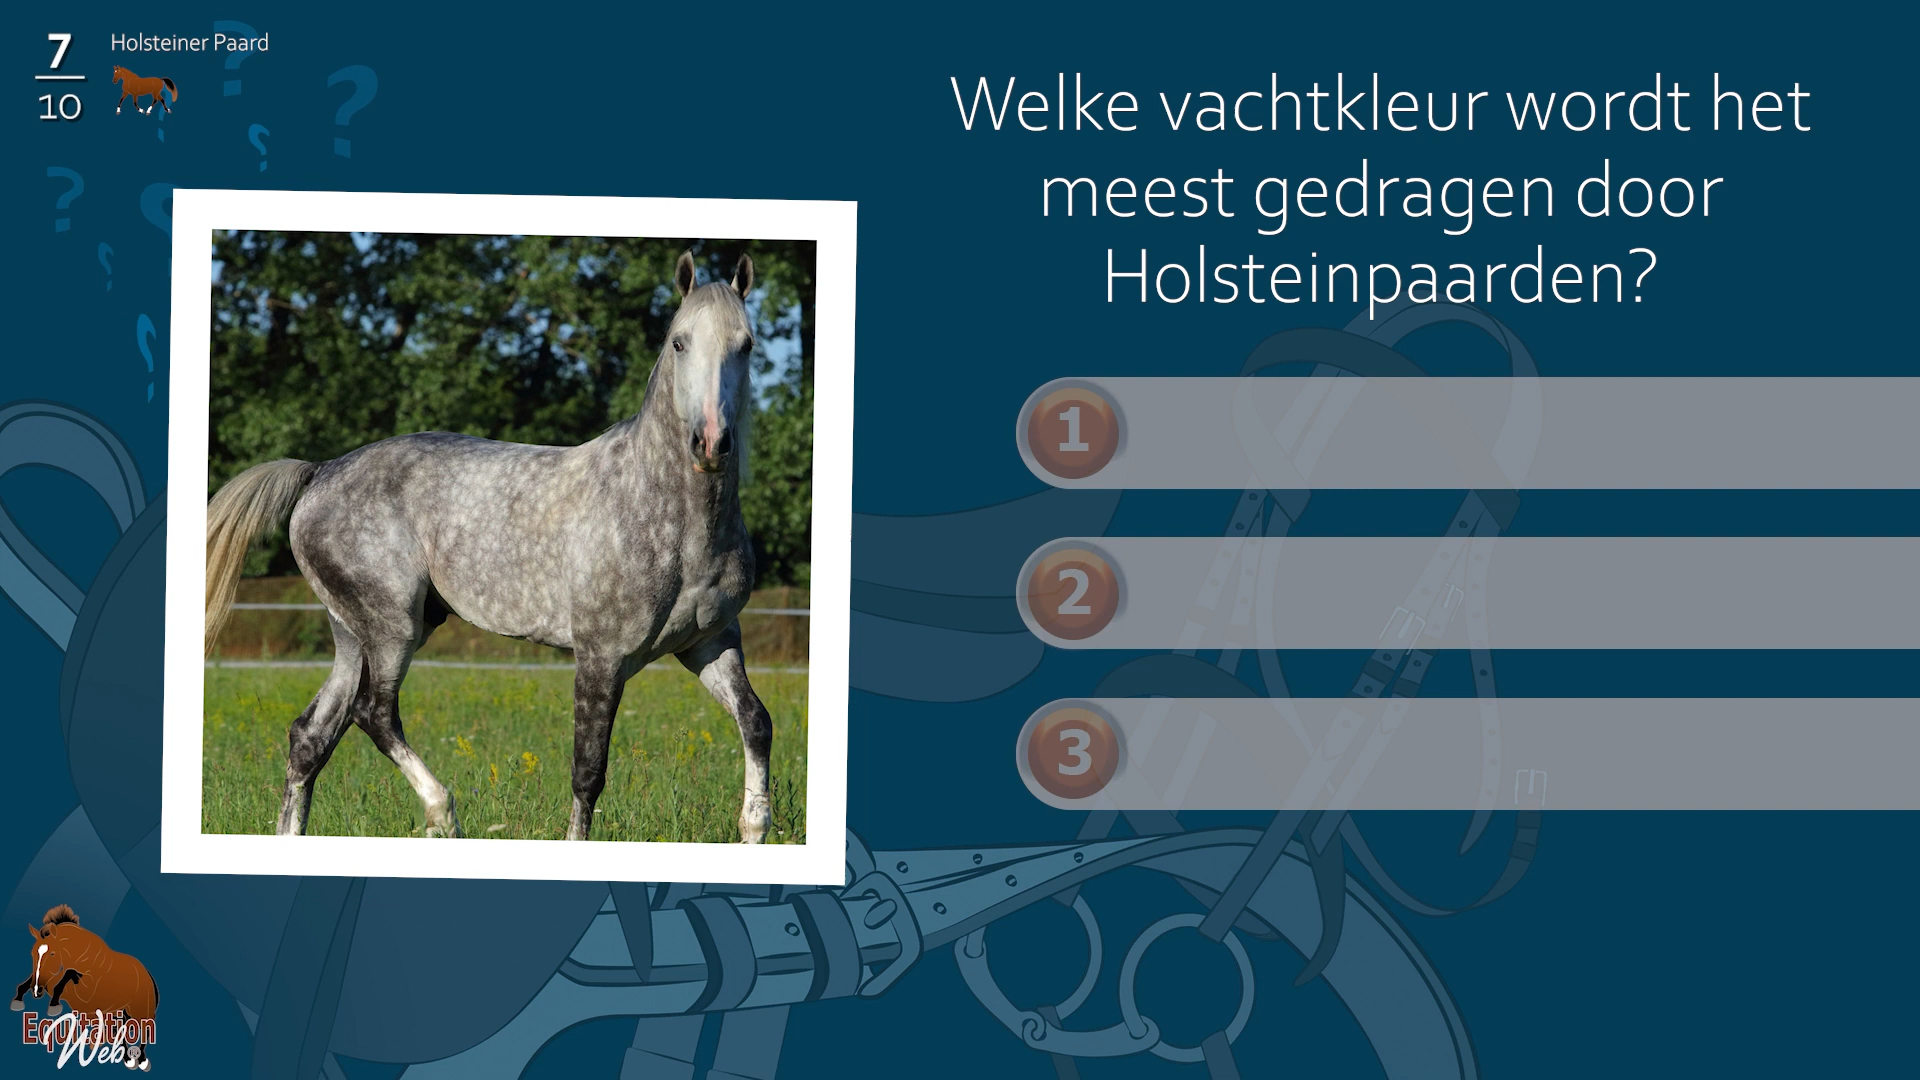 7
10
Holsteiner Paard
Welke vachtkleur wordt het
meest gedragen door
Holsteinpaarden?
1
2
3
Equitation
Web